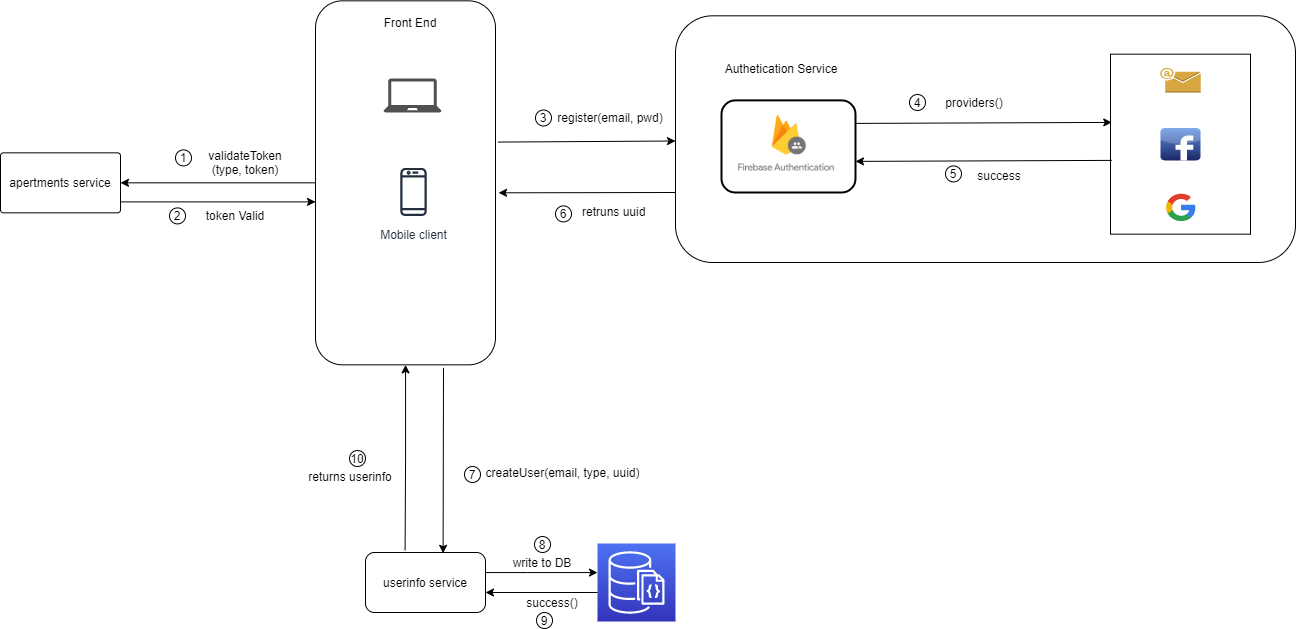 Front End
Authetication Service
4 providers()
@
3 register(email, pwd)
1 validateToken
(type, token)
Firebase Authentication
f
5 success
apertments service
2 token Valid
6 retruns uuid
G
Mobile client
10
returns userinfo
7 createUser(email, type, uuid)
8
write to DB
userinfo service
{}
success()
9